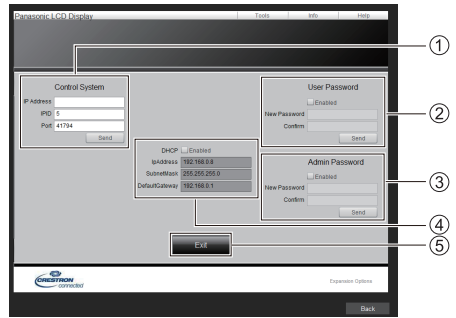 Panasonic LCD Display
Tools Info Help
①
Control System
IP Address
IPID 5
Port 41794
Send
User Password
Enabled
New Password
Confirm
Send
②
Admin Password
Enabled
New Password
Confirm
Send
③
DHCP Enabled
IpAddress 192.168.0.8
SubnetMask 255.255.255.0
DefaultGateway 192.168.0.1
④
Exit
⑤
CRESTRON
connected
Expansion Options
Back